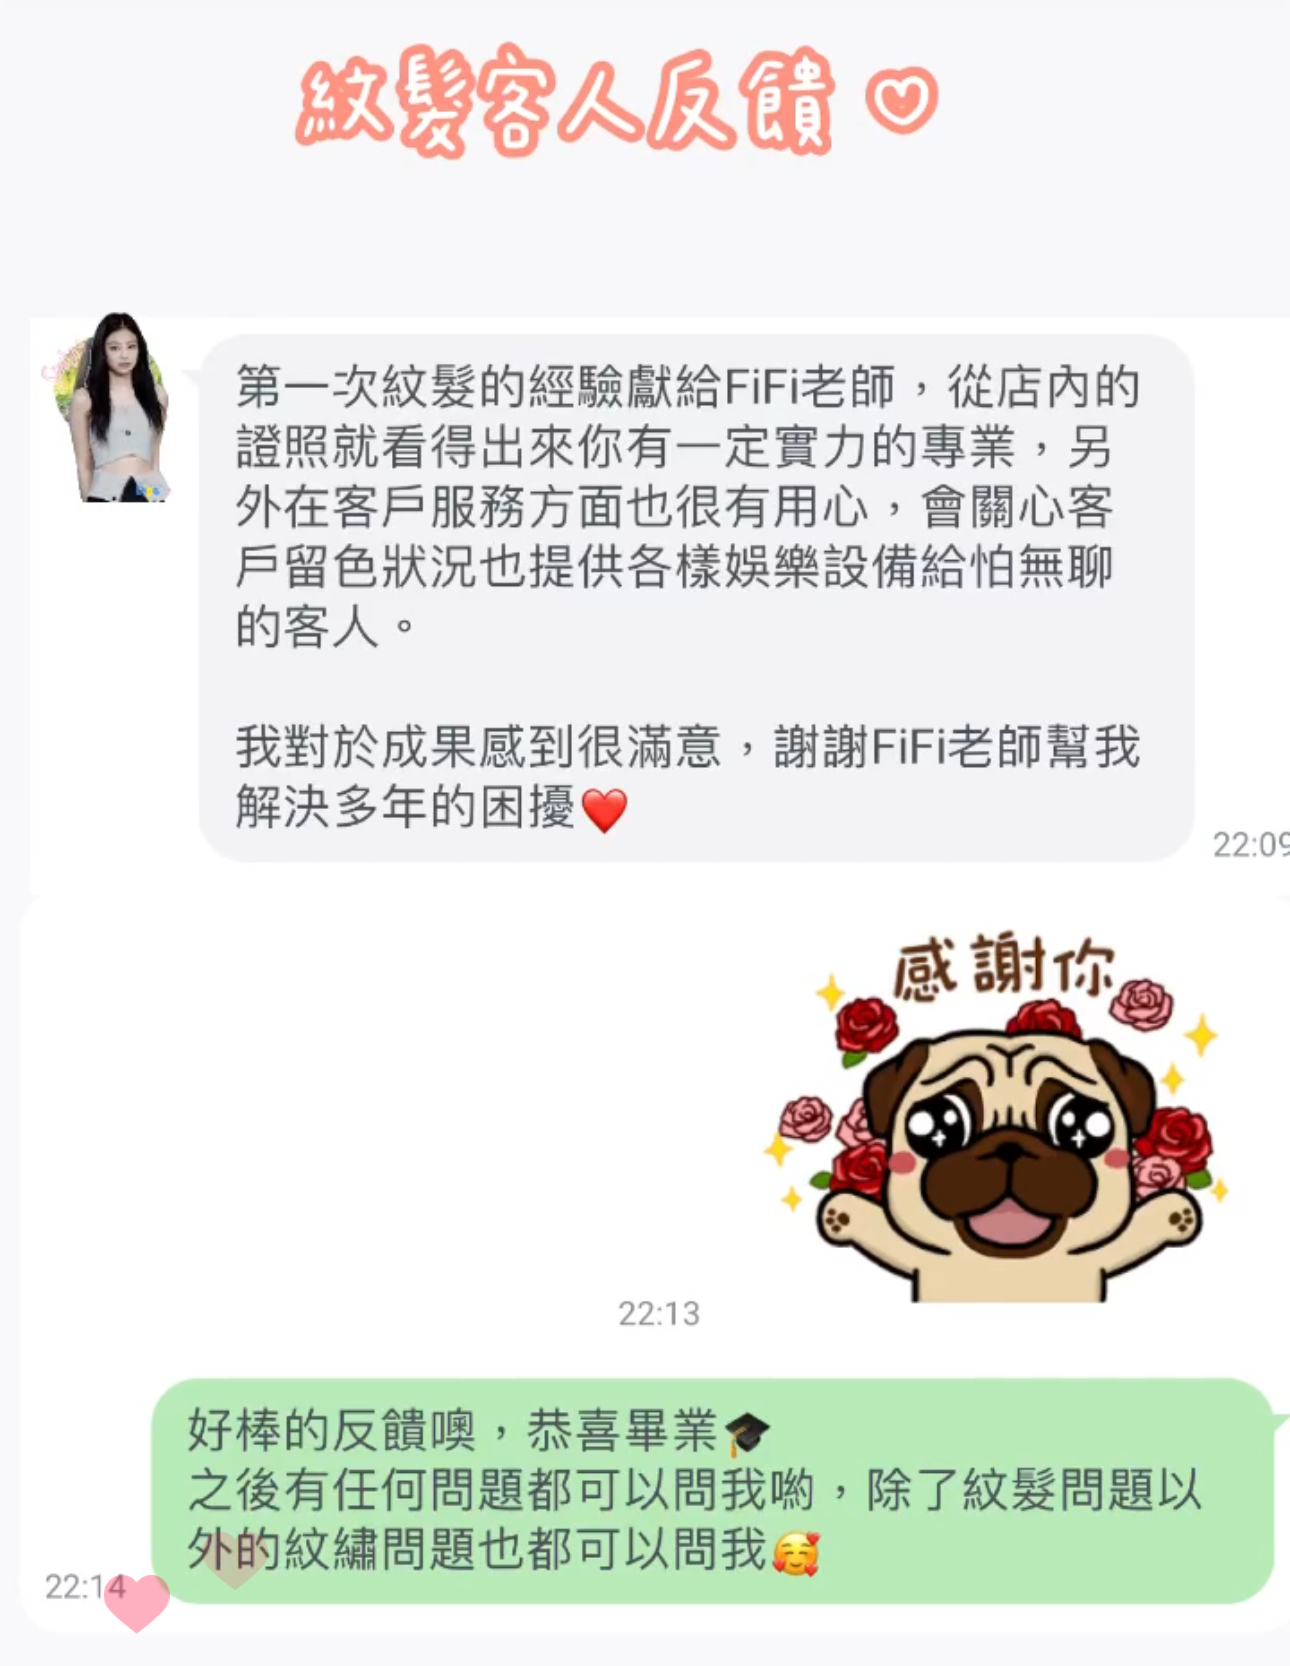 紋髮客人反饋
第一次紋髮的經驗獻給FiFi老師，從店內的
證照就看得出來你有一定實力的專業，另
外在客戶服務方面也很有用心，會關心客
戶留色狀況也提供各樣娛樂設備給怕無聊
的客人。
我對於成果感到很滿意，謝謝FiFi老師幫我
解決多年的困擾❤️
22:09
感謝你
22:13
好棒的反饋噢，恭喜畢業🎓
之後有任何問題都可以問我喲，除了紋髮問題以
外的紋繡問題也都可以問我🥰
22:14